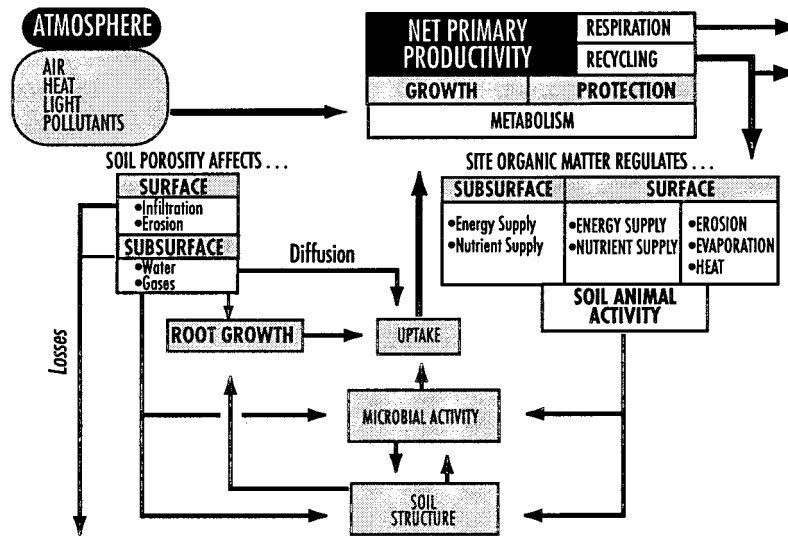 ATMOSPHERE
AIR
HEAT
LIGHT
POLLUTANTS
NET PRIMARY
PRODUCTIVITY
RESPIRATION
RECYCLING
GROWTH
PROTECTION
METABOLISM
SOIL POROSITY AFFECTS . . .
SURFACE
•Infiltration
•Erosion
SUBSURFACE
•Water
•Gases
Losses
Diffusion
SITE ORGANIC MATTER REGULATES . . .
SUBSURFACE
SURFACE
•Energy Supply
•Nutrient Supply
•ENERGY SUPPLY
•NUTRIENT SUPPLY
•EROSION
•EVAPORATION
•HEAT
SOIL ANIMAL
ACTIVITY
ROOT GROWTH
UPTAKE
MICROBIAL ACTIVITY
SOIL
STRUCTURE